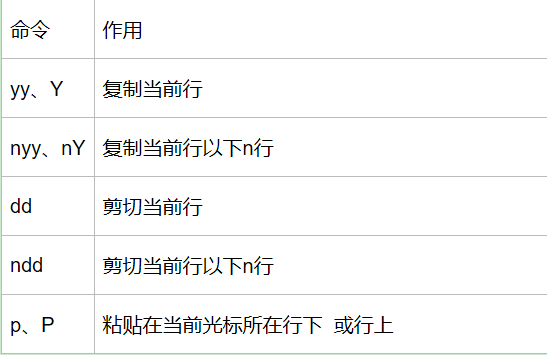 命令 作用
yy、Y 复制当前行
nyy、nY 复制当前行以下n行
dd 剪切当前行
ndd 剪切当前行以下n行
p、P 粘贴在当前光标所在行下 或行上